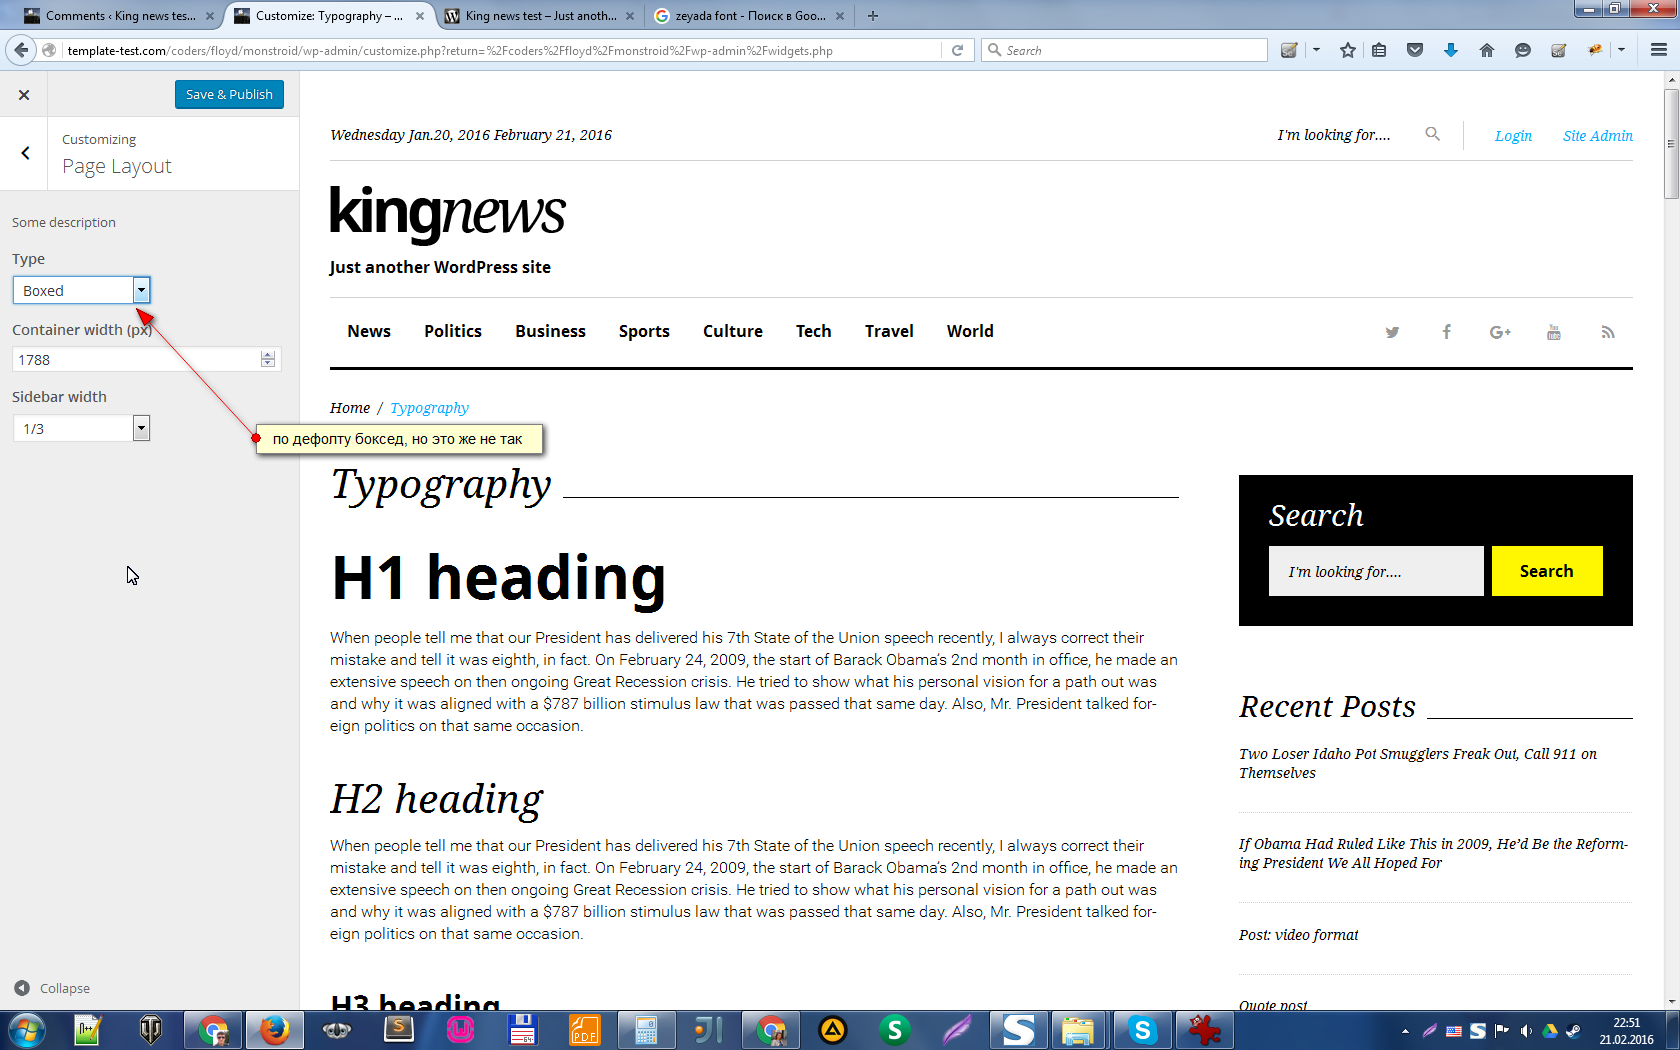 Comments ‹ King news tes...
Customize: Typography – ...
King news test – Just anoth...
zeyada font - Поиск в Goo...
template-test.com/coders/floyd/monstroid/wp-admin/customize.php?return=%2Fcoders%2Ffloyd%2Fmonstroid%2Fwp-admin%2Fwidgets.php
Search
Save & Publish
Customizing
Page Layout
Some description
Type
Boxed
Container width (px)
1788
Sidebar width
1/3
по дефолту боксед, но это же не так
Collapse
Wednesday Jan.20, 2016 February 21, 2016
I'm looking for....
Login
Site Admin
kingnews
Just another WordPress site
News
Politics
Business
Sports
Culture
Tech
Travel
World
Home / Typography
Typography
H1 heading
When people tell me that our President has delivered his 7th State of the Union speech recently, I always correct their
mistake and tell it was eighth, in fact. On February 24, 2009, the start of Barack Obama's 2nd month in office, he made an
extensive speech on then ongoing Great Recession crisis. He tried to show what his personal vision for a path out was
and why it was aligned with a $787 billion stimulus law that was passed that same day. Also, Mr. President talked for-
eign politics on that same occasion.
H2 heading
When people tell me that our President has delivered his 7th State of the Union speech recently, I always correct their
mistake and tell it was eighth, in fact. On February 24, 2009, the start of Barack Obama's 2nd month in office, he made an
extensive speech on then ongoing Great Recession crisis. He tried to show what his personal vision for a path out was
and why it was aligned with a $787 billion stimulus law that was passed that same day. Also, Mr. President talked for-
eign politics on that same occasion.
H3 heading
Search
I'm looking for....
Search
Recent Posts
Two Loser Idaho Pot Smugglers Freak Out, Call 911 on
Themselves
If Obama Had Ruled Like This in 2009, He'd Be the Reform-
ing President We All Hoped For
Post: video format
Quote post
22:51
21.02.2016